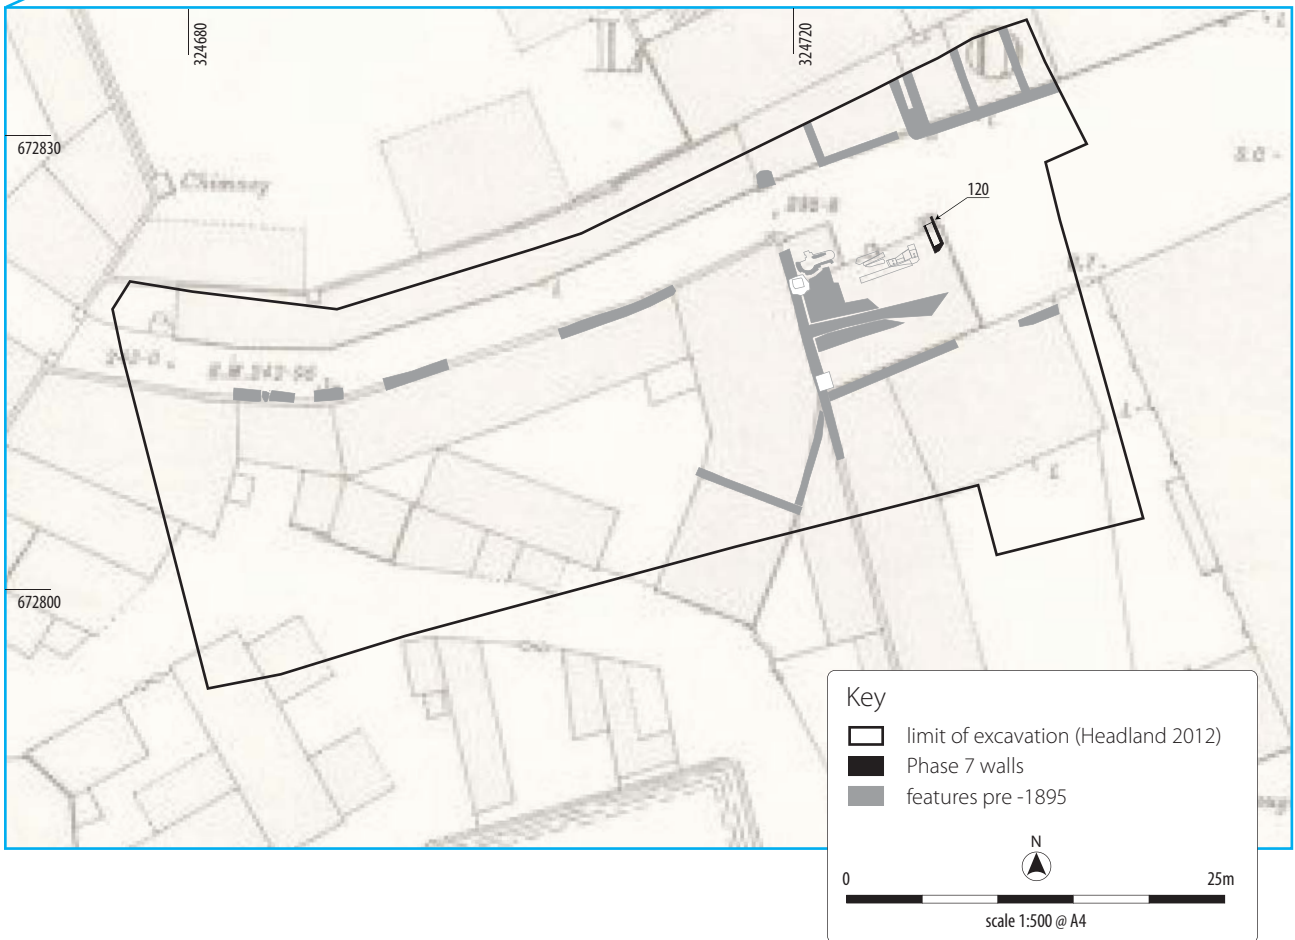 324680
324720
672830
Chimney
120
672800
Key
limit of excavation (Headland 2012)
Phase 7 walls
features pre -1895
N
0
25m
scale 1:500 @ A4